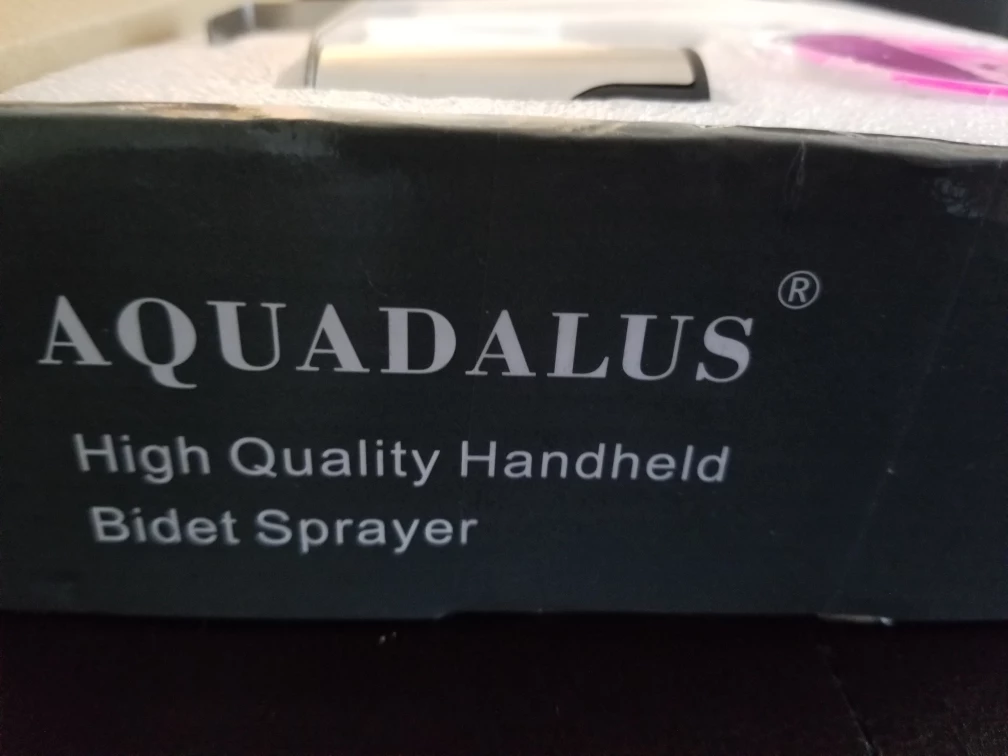 AQUADALUS®
High Quality Handheld
Bidet Sprayer